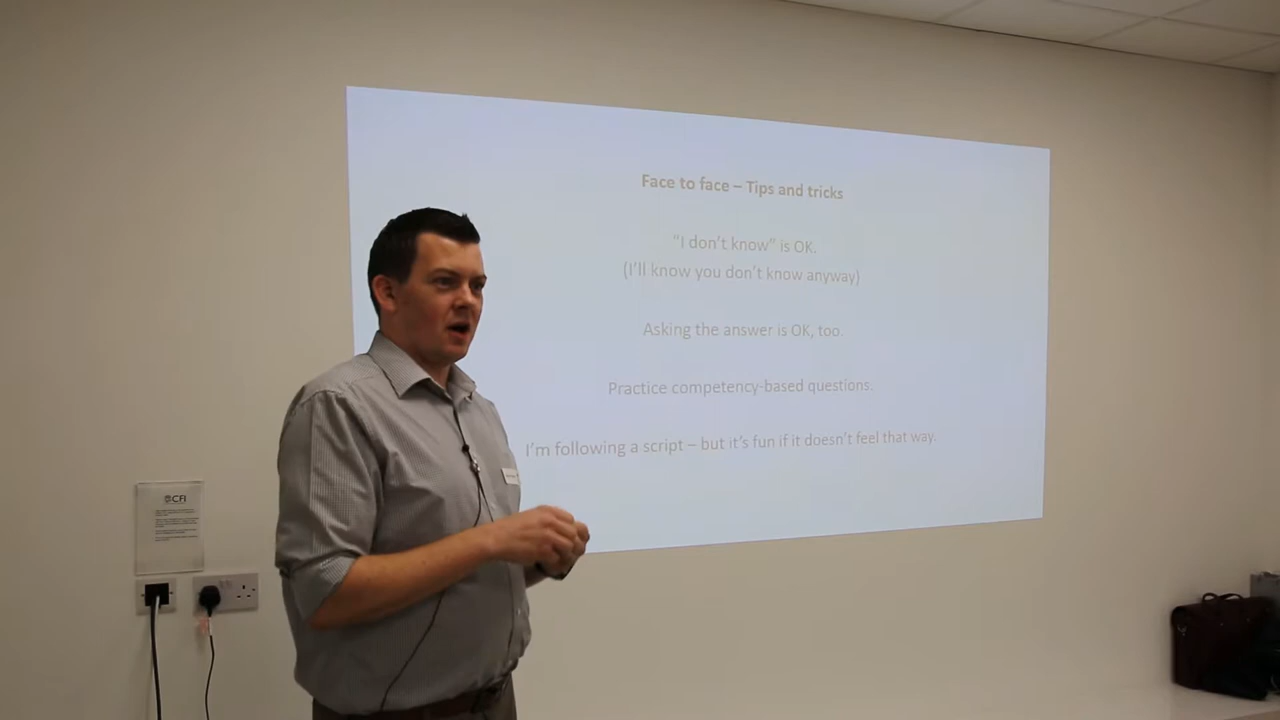 Face to face – Tips and tricks
“I don’t know” is OK.
(I’ll know you don’t know anyway)
Asking the answer is OK, too.
Practice competency-based questions.
I’m following a script – but it’s fun if it doesn’t feel that way.
CFI